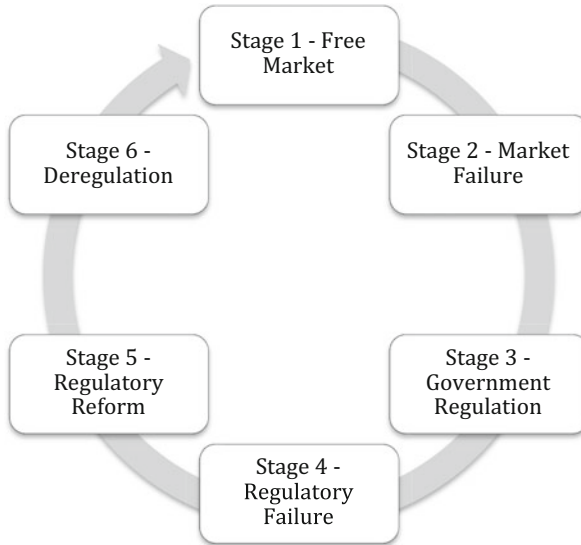 Stage 1 - Free
Market
Stage 2 - Market
Failure
Stage 3 -
Government
Regulation
Stage 4 -
Regulatory
Failure
Stage 5 -
Regulatory
Reform
Stage 6 -
Deregulation